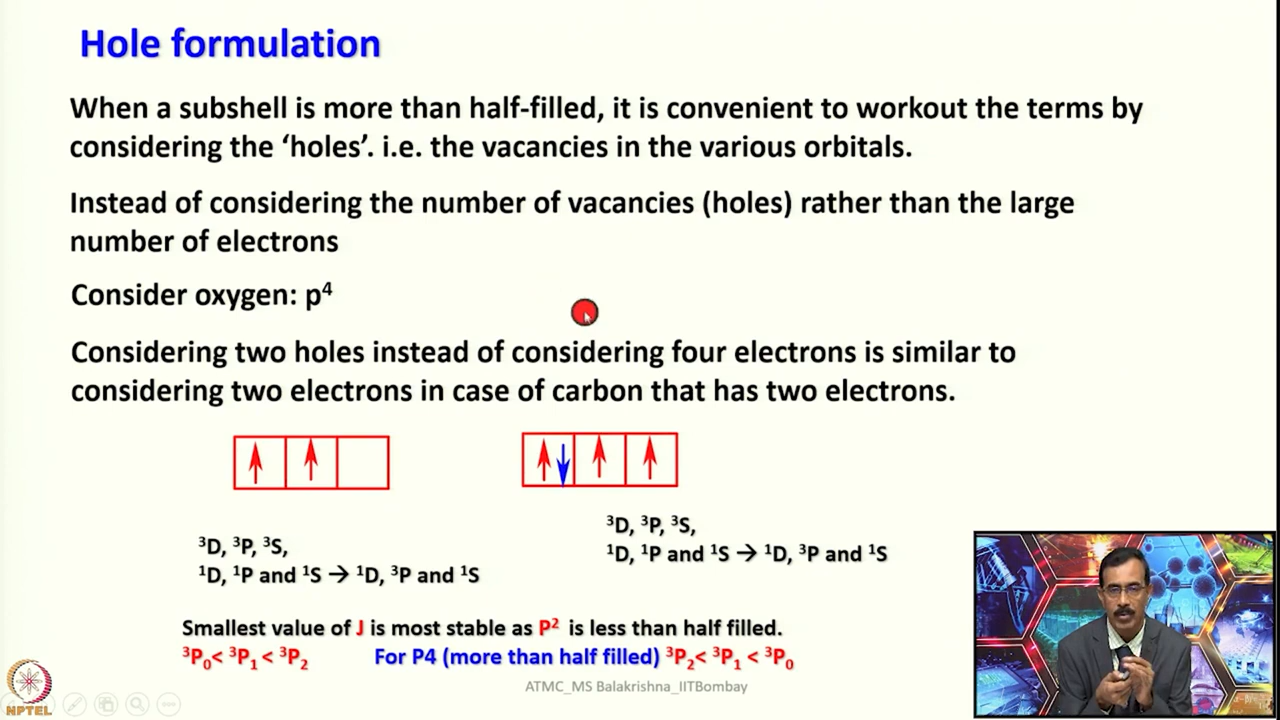 Hole formulation
When a subshell is more than half-filled, it is convenient to workout the terms by
considering the ‘holes’. i.e. the vacancies in the various orbitals.
Instead of considering the number of vacancies (holes) rather than the large
number of electrons
Consider oxygen: p⁴
Considering two holes instead of considering four electrons is similar to
considering two electrons in case of carbon that has two electrons.
³D, ³P, ³S,
¹D, ¹P and ¹S → ¹D, ³P and ¹S
³D, ³P, ³S,
¹D, ¹P and ¹S → ¹D, ³P and ¹S
Smallest value of J is most stable as P² is less than half filled.
³P₀< ³P₁ < ³P₂ For P4 (more than half filled) ³P₂< ³P₁ < ³P₀
ATMC_MS Balakrishna_IITBombay
NPTEL